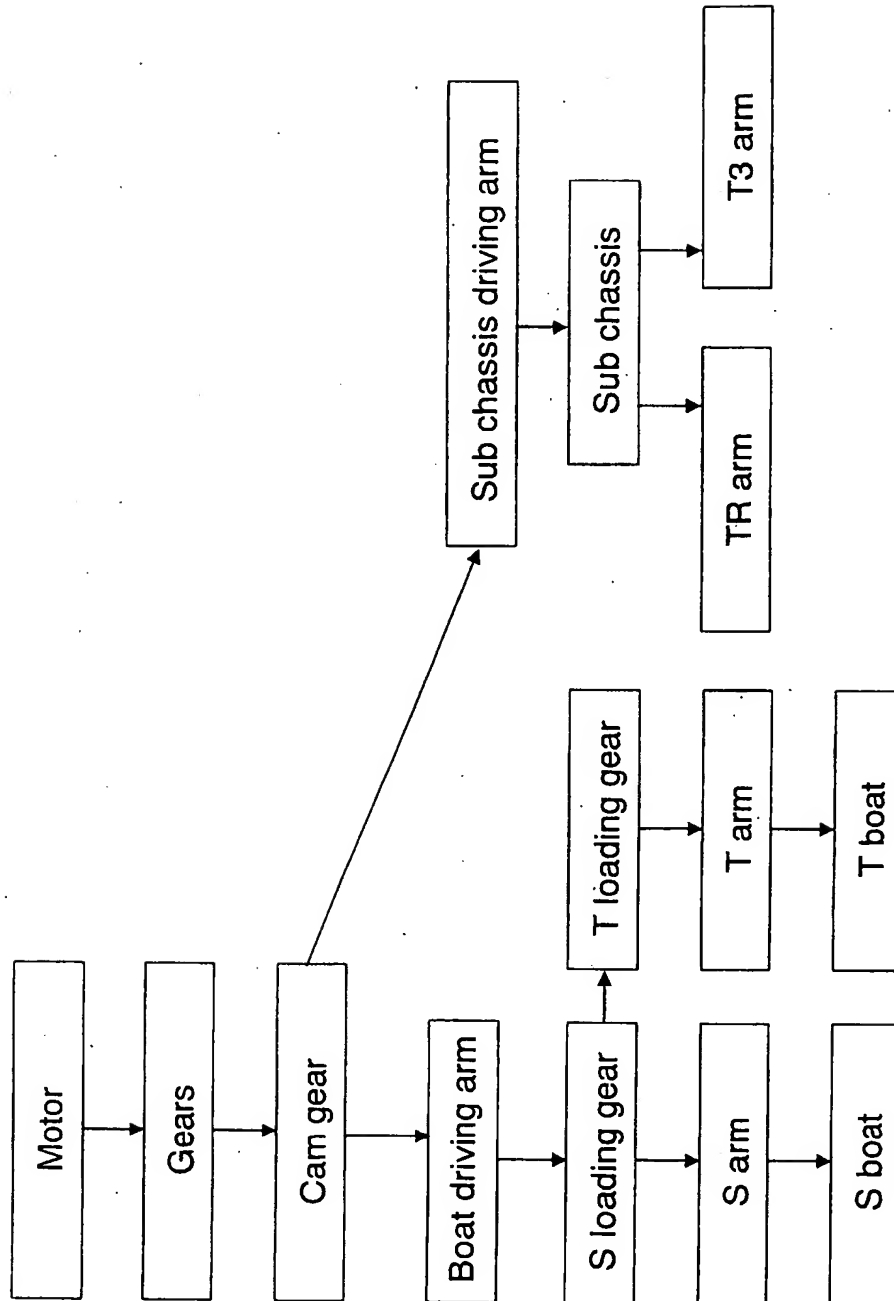 Motor
Gears
Cam gear
Boat driving arm
Sub chassis driving arm
S loading gear
T loading gear
Sub chassis
S arm
T arm
TR arm
T3 arm
S boat
T boat